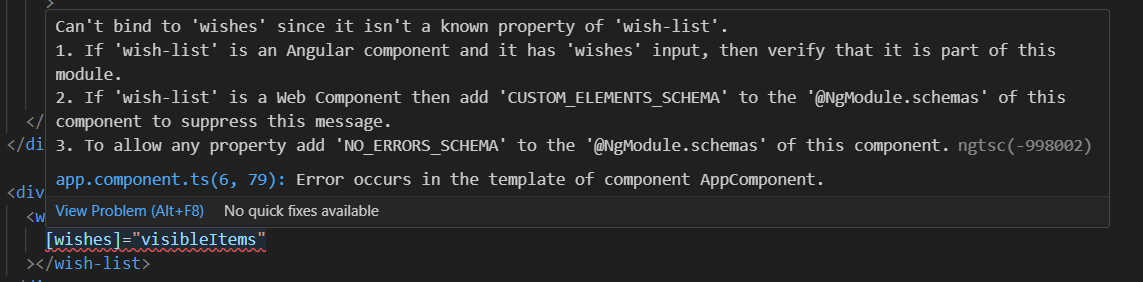 >
Can't bind to 'wishes' since it isn't a known property of 'wish-list'.
1. If 'wish-list' is an Angular component and it has 'wishes' input, then verify that it is part of this
module.
2. If 'wish-list' is a Web Component then add 'CUSTOM_ELEMENTS_SCHEMA' to the '@NgModule.schemas' of this
component to suppress this message.
3. To allow any property add 'NO_ERRORS_SCHEMA' to the '@NgModule.schemas' of this component. ngtsc(-998002)
</
</di
app.component.ts(6, 79): Error occurs in the template of component AppComponent.
<div
View Problem (Alt+F8) No quick fixes available
<w
[wishes]="visibleItems"
></wish-list>